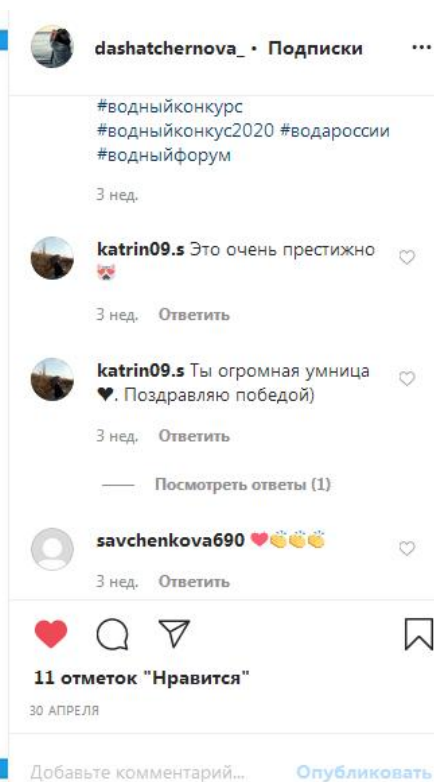 dashatchernova_ • Подписки
#водныйконкурс
#водныйконкус2020 #водароссии
#водныйфорум
3 нед.
katrin09.s Это очень престижно
😻
3 нед. Ответить
katrin09.s Ты огромная умница
🖤. Поздравляю победой)
3 нед. Ответить
Посмотреть ответы (1)
savchenkova690 ❤️👏👏👏
3 нед. Ответить
11 отметок "Нравится"
30 АПРЕЛЯ
Добавьте комментарий... Опубликовать